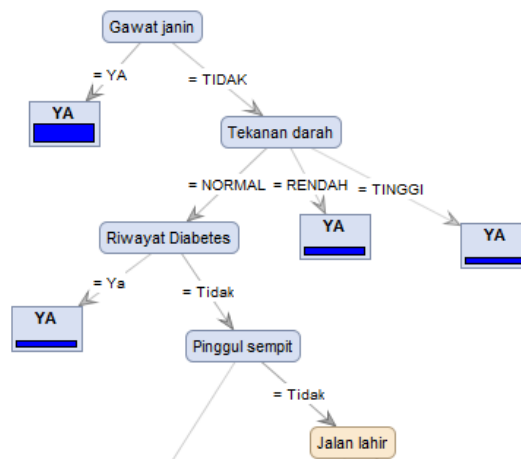 Gawat janin
= YA
= TIDAK
YA
Tekanan darah
= NORMAL
= RENDAH
= TINGGI
YA
YA
Riwayat Diabetes
= Ya
= Tidak
YA
Pinggul sempit
= Tidak
Jalan lahir